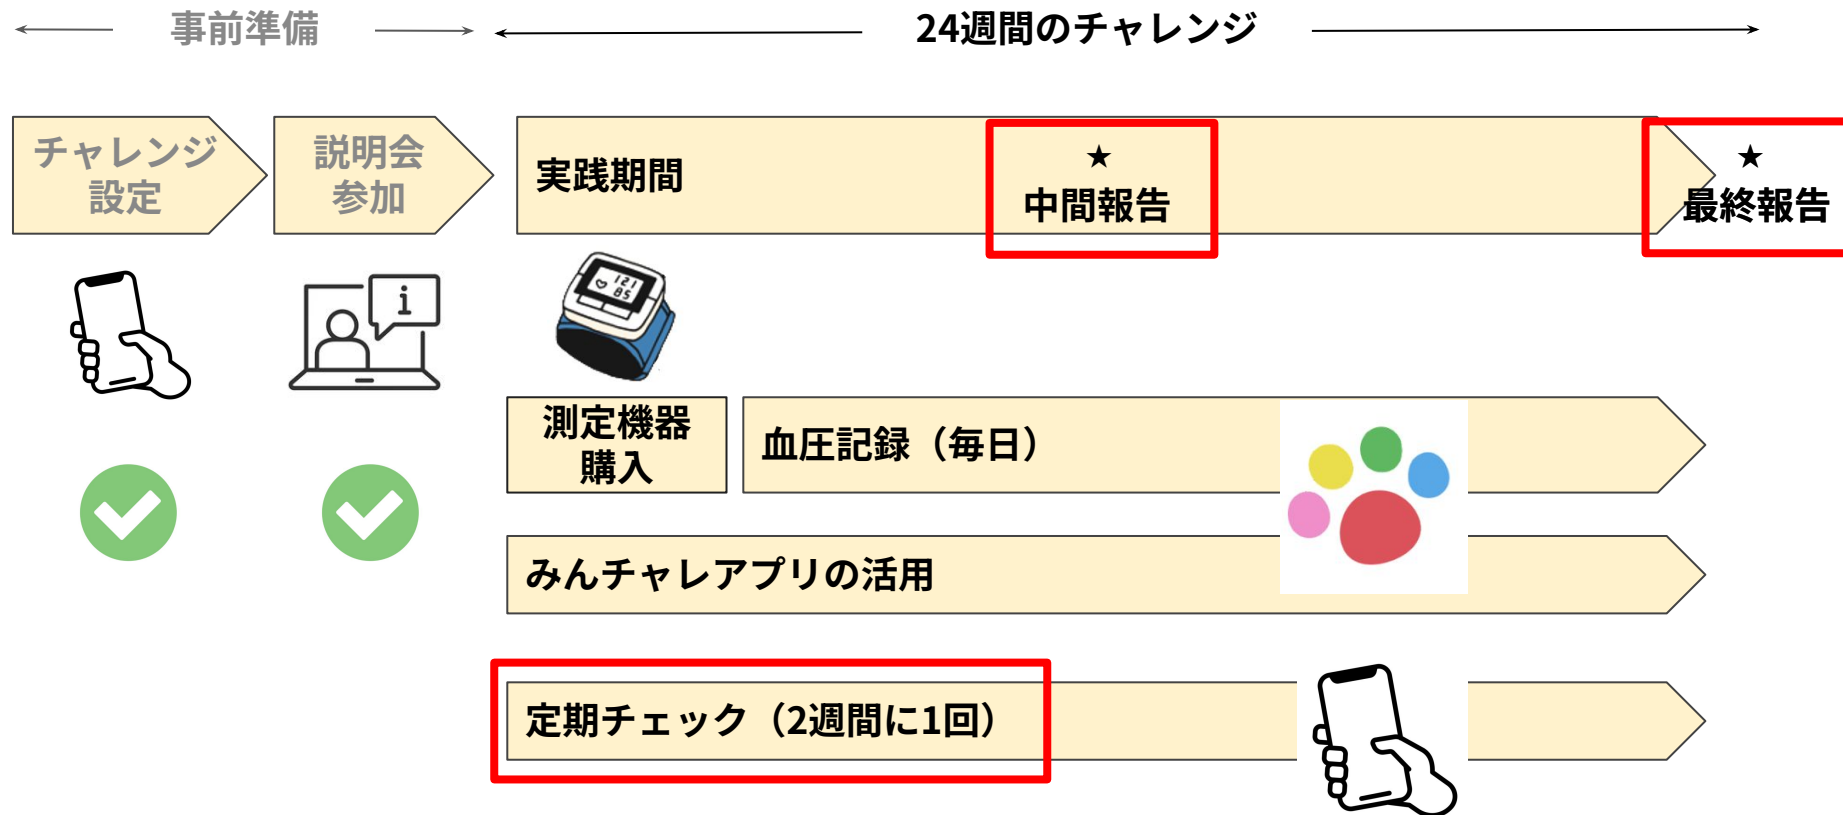 事前準備
24週間のチャレンジ
チャレンジ
設定
説明会
参加
実践期間
★
中間報告
★
最終報告
i
121
85
測定機器
購入
血圧記録（毎日）
みんチャレアプリの活用
定期チェック（2週間に1回）